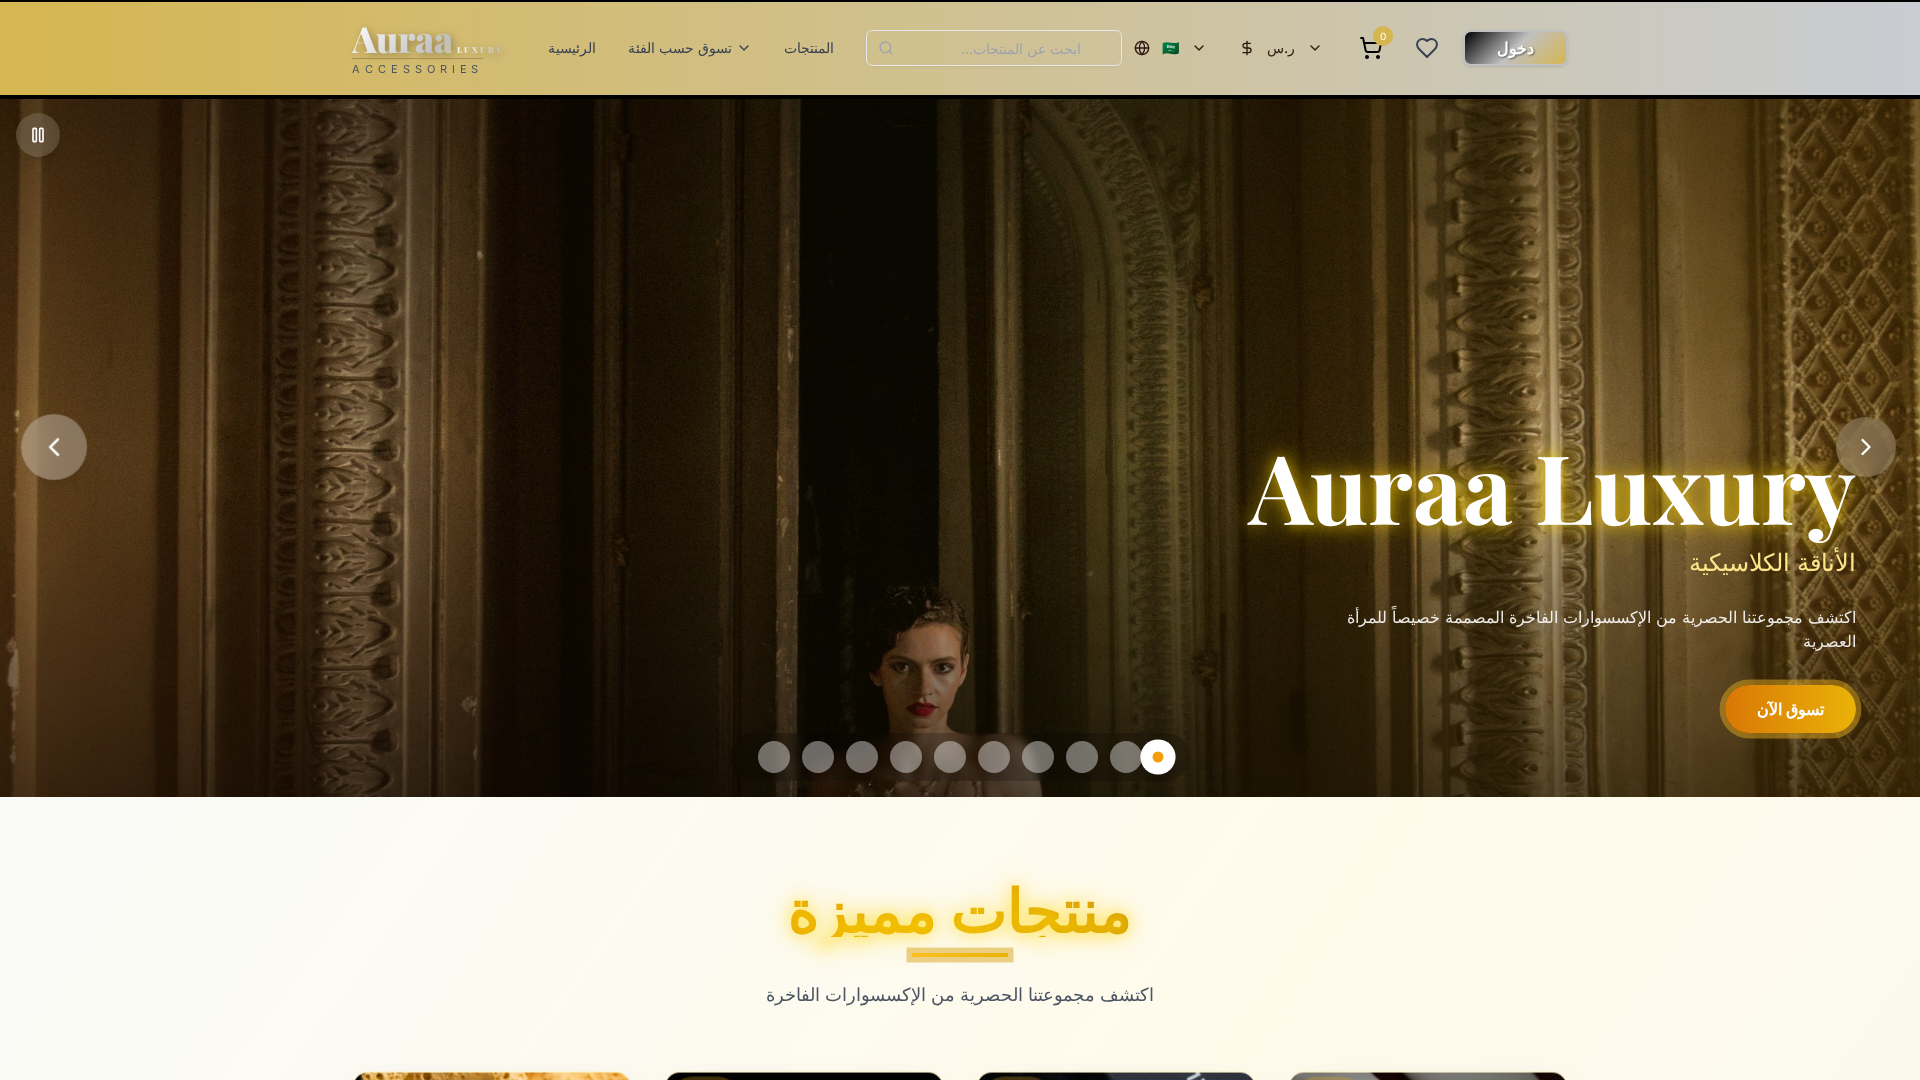 Auraa LUXURY
ACCESSORIES
الرئيسية
تسوق حسب الفئة
المنتجات
ابحث عن المنتجات...
ر.س
0
دخول
Auraa Luxury
الأناقة الكلاسيكية
اكتشف مجموعتنا الحصرية من الإكسسوارات الفاخرة المصممة خصيصاً للمرأة
العصرية
تسوق الآن
منتجات مميزة
اكتشف مجموعتنا الحصرية من الإكسسوارات الفاخرة